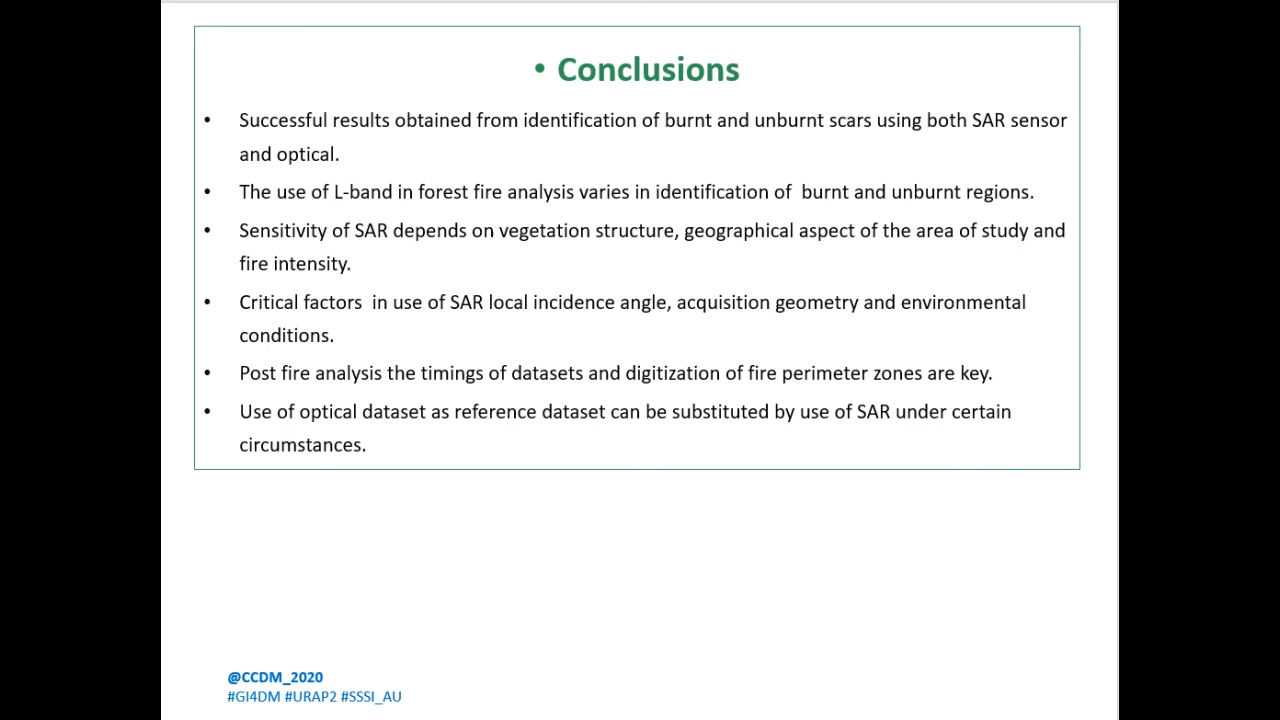 • Conclusions
• Successful results obtained from identification of burnt and unburnt scars using both SAR sensor
and optical.
• The use of L-band in forest fire analysis varies in identification of  burnt and unburnt regions.
• Sensitivity of SAR depends on vegetation structure, geographical aspect of the area of study and
fire intensity.
• Critical factors  in use of SAR local incidence angle, acquisition geometry and environmental
conditions.
• Post fire analysis the timings of datasets and digitization of fire perimeter zones are key.
• Use of optical dataset as reference dataset can be substituted by use of SAR under certain
circumstances.
@CCDM_2020
#GI4DM #URAP2 #SSSI_AU